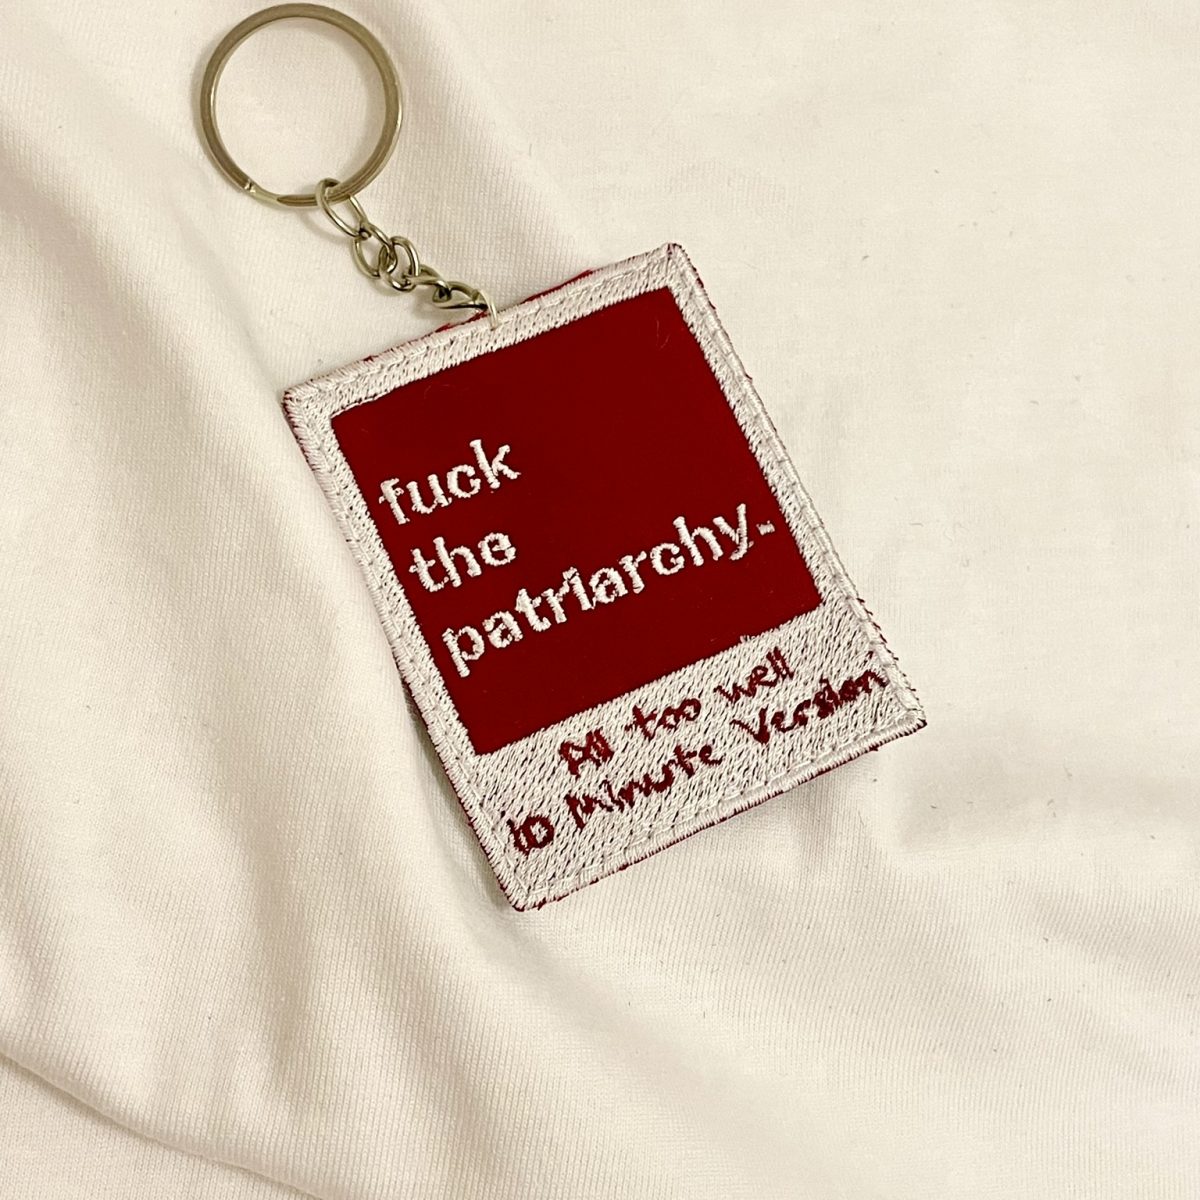 fuck
the
patriarchy.
All too well
10 Minute Version